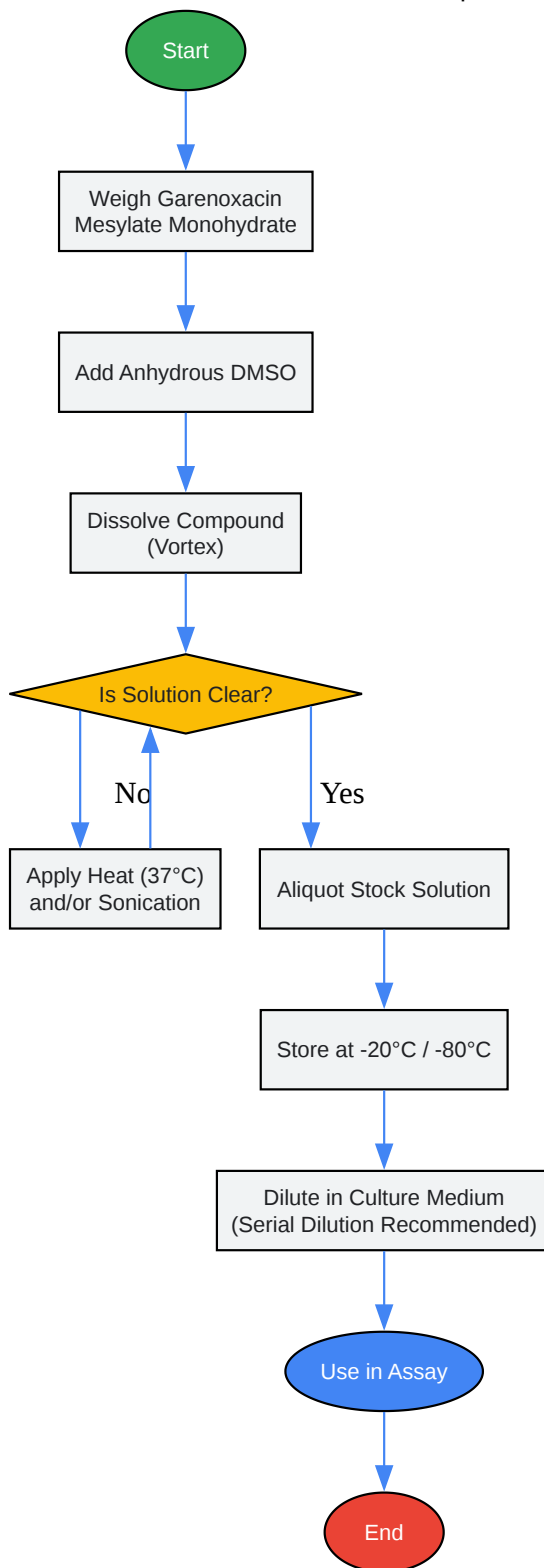 Start
Weigh Garenoxacin
Mesylate Monohydrate
Add Anhydrous DMSO
Dissolve Compound
(Vortex)
Is Solution Clear?
No
Yes
Apply Heat (37°C)
and/or Sonication
Aliquot Stock Solution
Store at -20°C / -80°C
Dilute in Culture Medium
(Serial Dilution Recommended)
Use in Assay
End